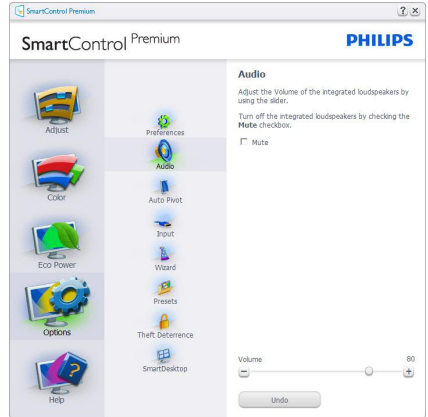 SmartControl Premium
SmartControl Premium
PHILIPS
Adjust
Color
Eco Power
Options
Help
Preferences
Audio
Auto Pivot
Input
Wizard
Presets
Theft Deterrence
SmartDesktop
Audio
Adjust the Volume of the integrated loudspeakers by
using the slider.
Turn off the integrated loudspeakers by checking the
Mute checkbox.
Mute
Volume 80
Undo